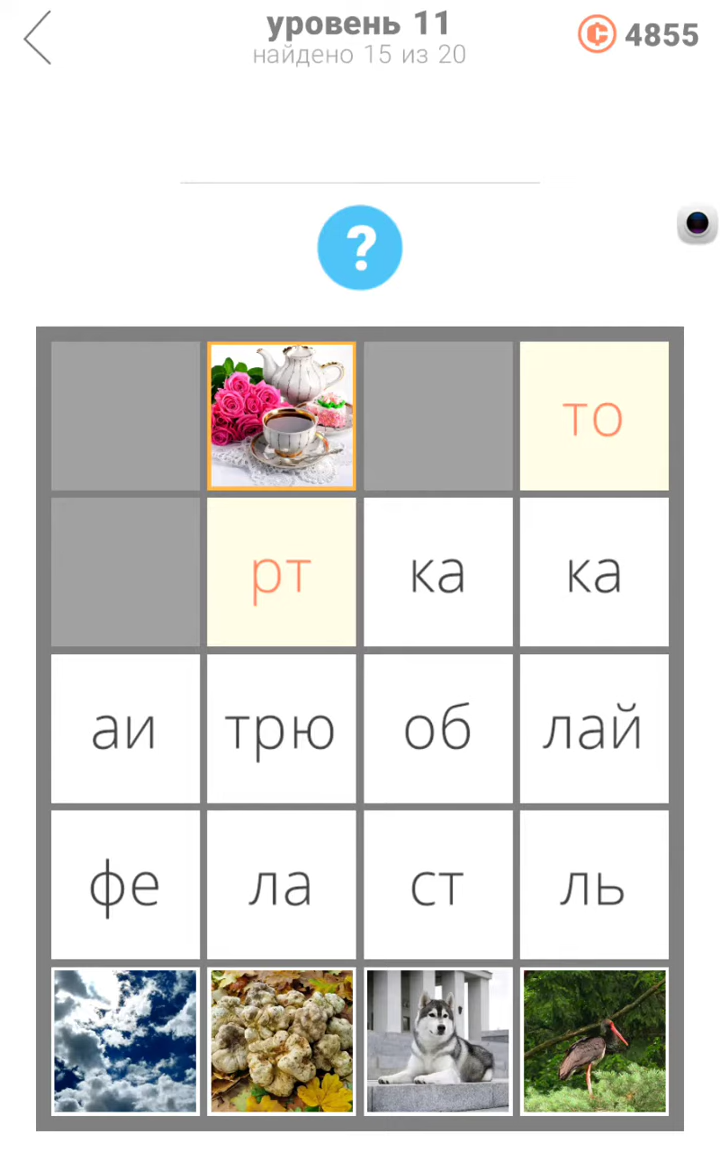 уровень 11
найдено 15 из 20
4855
?
то
рт ка ка
аи трю об лай
фе ла ст ль